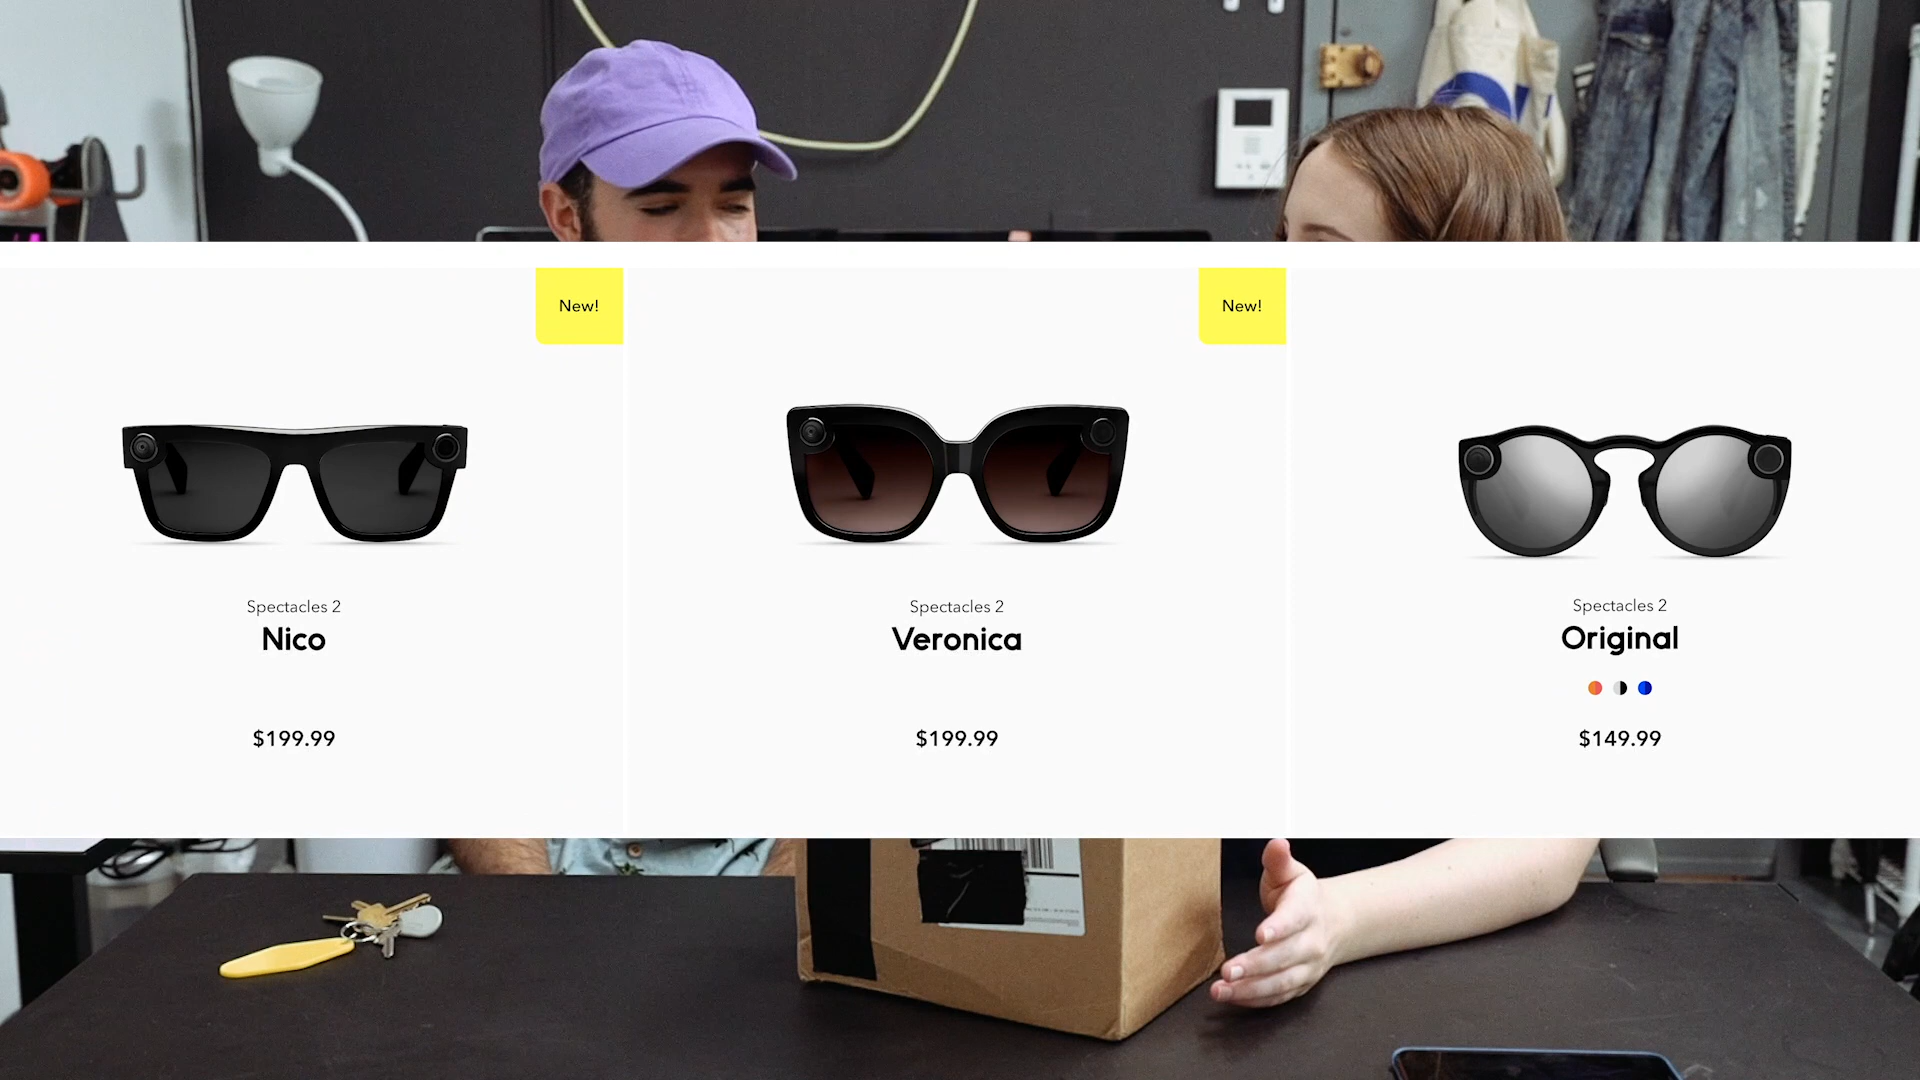 New!
New!
Spectacles 2
Nico
$199.99
Spectacles 2
Veronica
$199.99
Spectacles 2
Original
$149.99